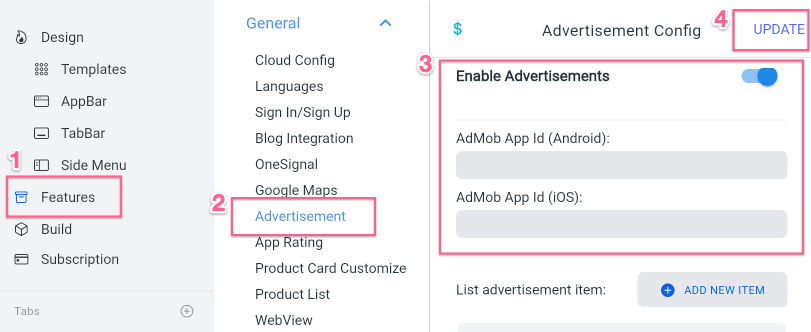 Design
Templates
AppBar
TabBar
Side Menu
1
Features
Build
Subscription
Tabs
General
Cloud Config
Languages
Sign In/Sign Up
Blog Integration
OneSignal
Google Maps
2
Advertisement
App Rating
Product Card Customize
Product List
WebView
$ Advertisement Config
4
UPDATE
3
Enable Advertisements
AdMob App Id (Android):
AdMob App Id (iOS):
List advertisement item:
ADD NEW ITEM